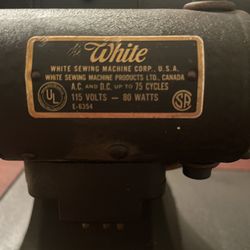 White
WHITE SEWING MACHINE CORP., U.S.A.
WHITE SEWING MACHINE PRODUCTS LTD., CANADA
A.C. AND D.C. UP TO 75 CYCLES
115 VOLTS — 80 WATTS
E-6354
UL
SA